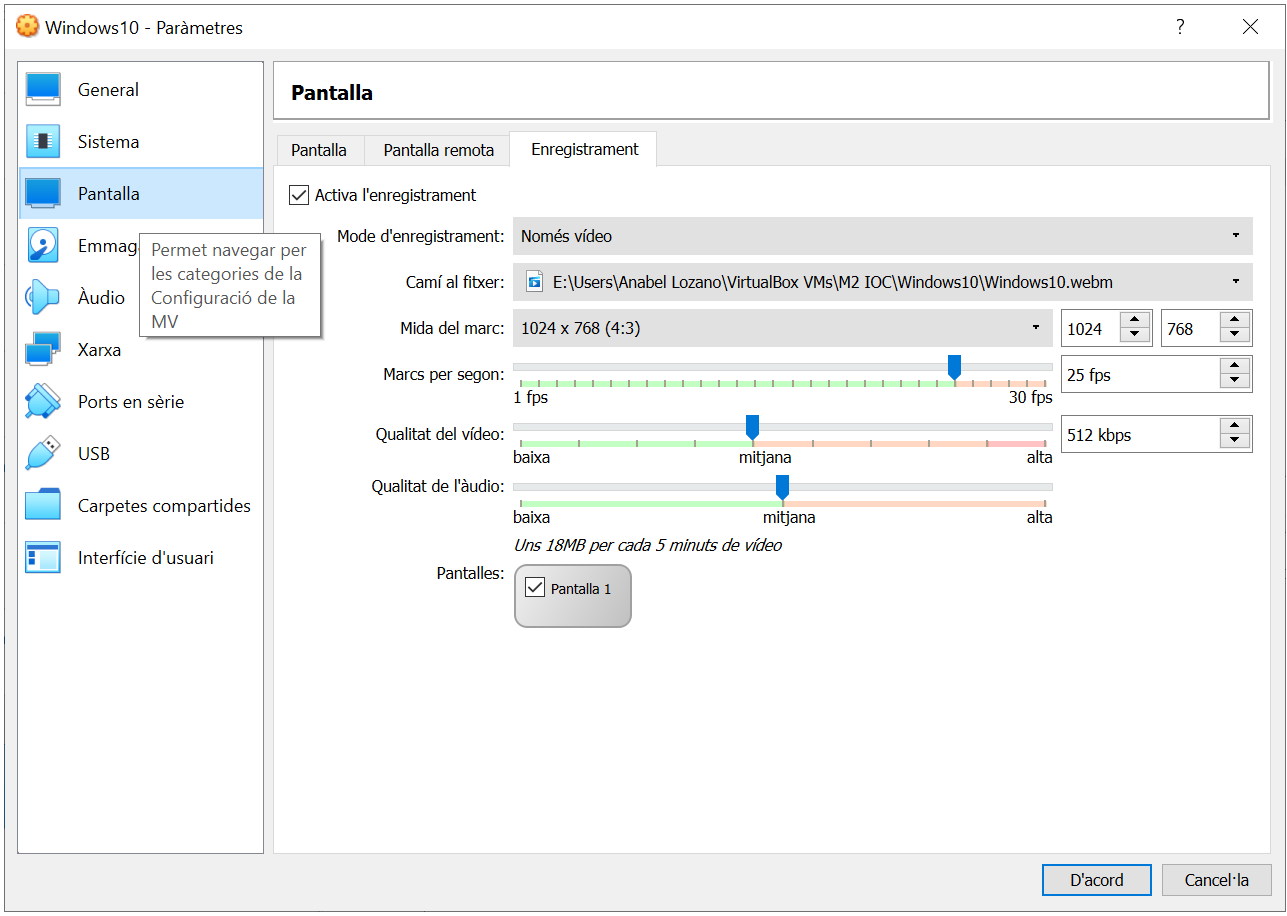 Windows10 - Paràmetres
?
General
Sistema
Pantalla
Emmag
Àudio
Xarxa
Ports en sèrie
USB
Carpetes compartides
Interfície d'usuari
Permet navegar per
les categories de la
Configuració de la
MV
Pantalla
Pantalla Pantalla remota Enregistrament
Activa l'enregistrament
Mode d'enregistrament: Només vídeo
Camí al fitxer: E:\Users\Anabel Lozano\VirtualBox VMs\M2 IOC\Windows10\Windows10.webm
Mida del marc: 1024 x 768 (4:3) 1024 768
Marcs per segon: 25 fps
1 fps 30 fps
Qualitat del vídeo: 512 kbps
baixa mitjana alta
Qualitat de l'àudio:
baixa mitjana alta
Uns 18MB per cada 5 minuts de vídeo
Pantalles: Pantalla 1
D'acord Cancel·la